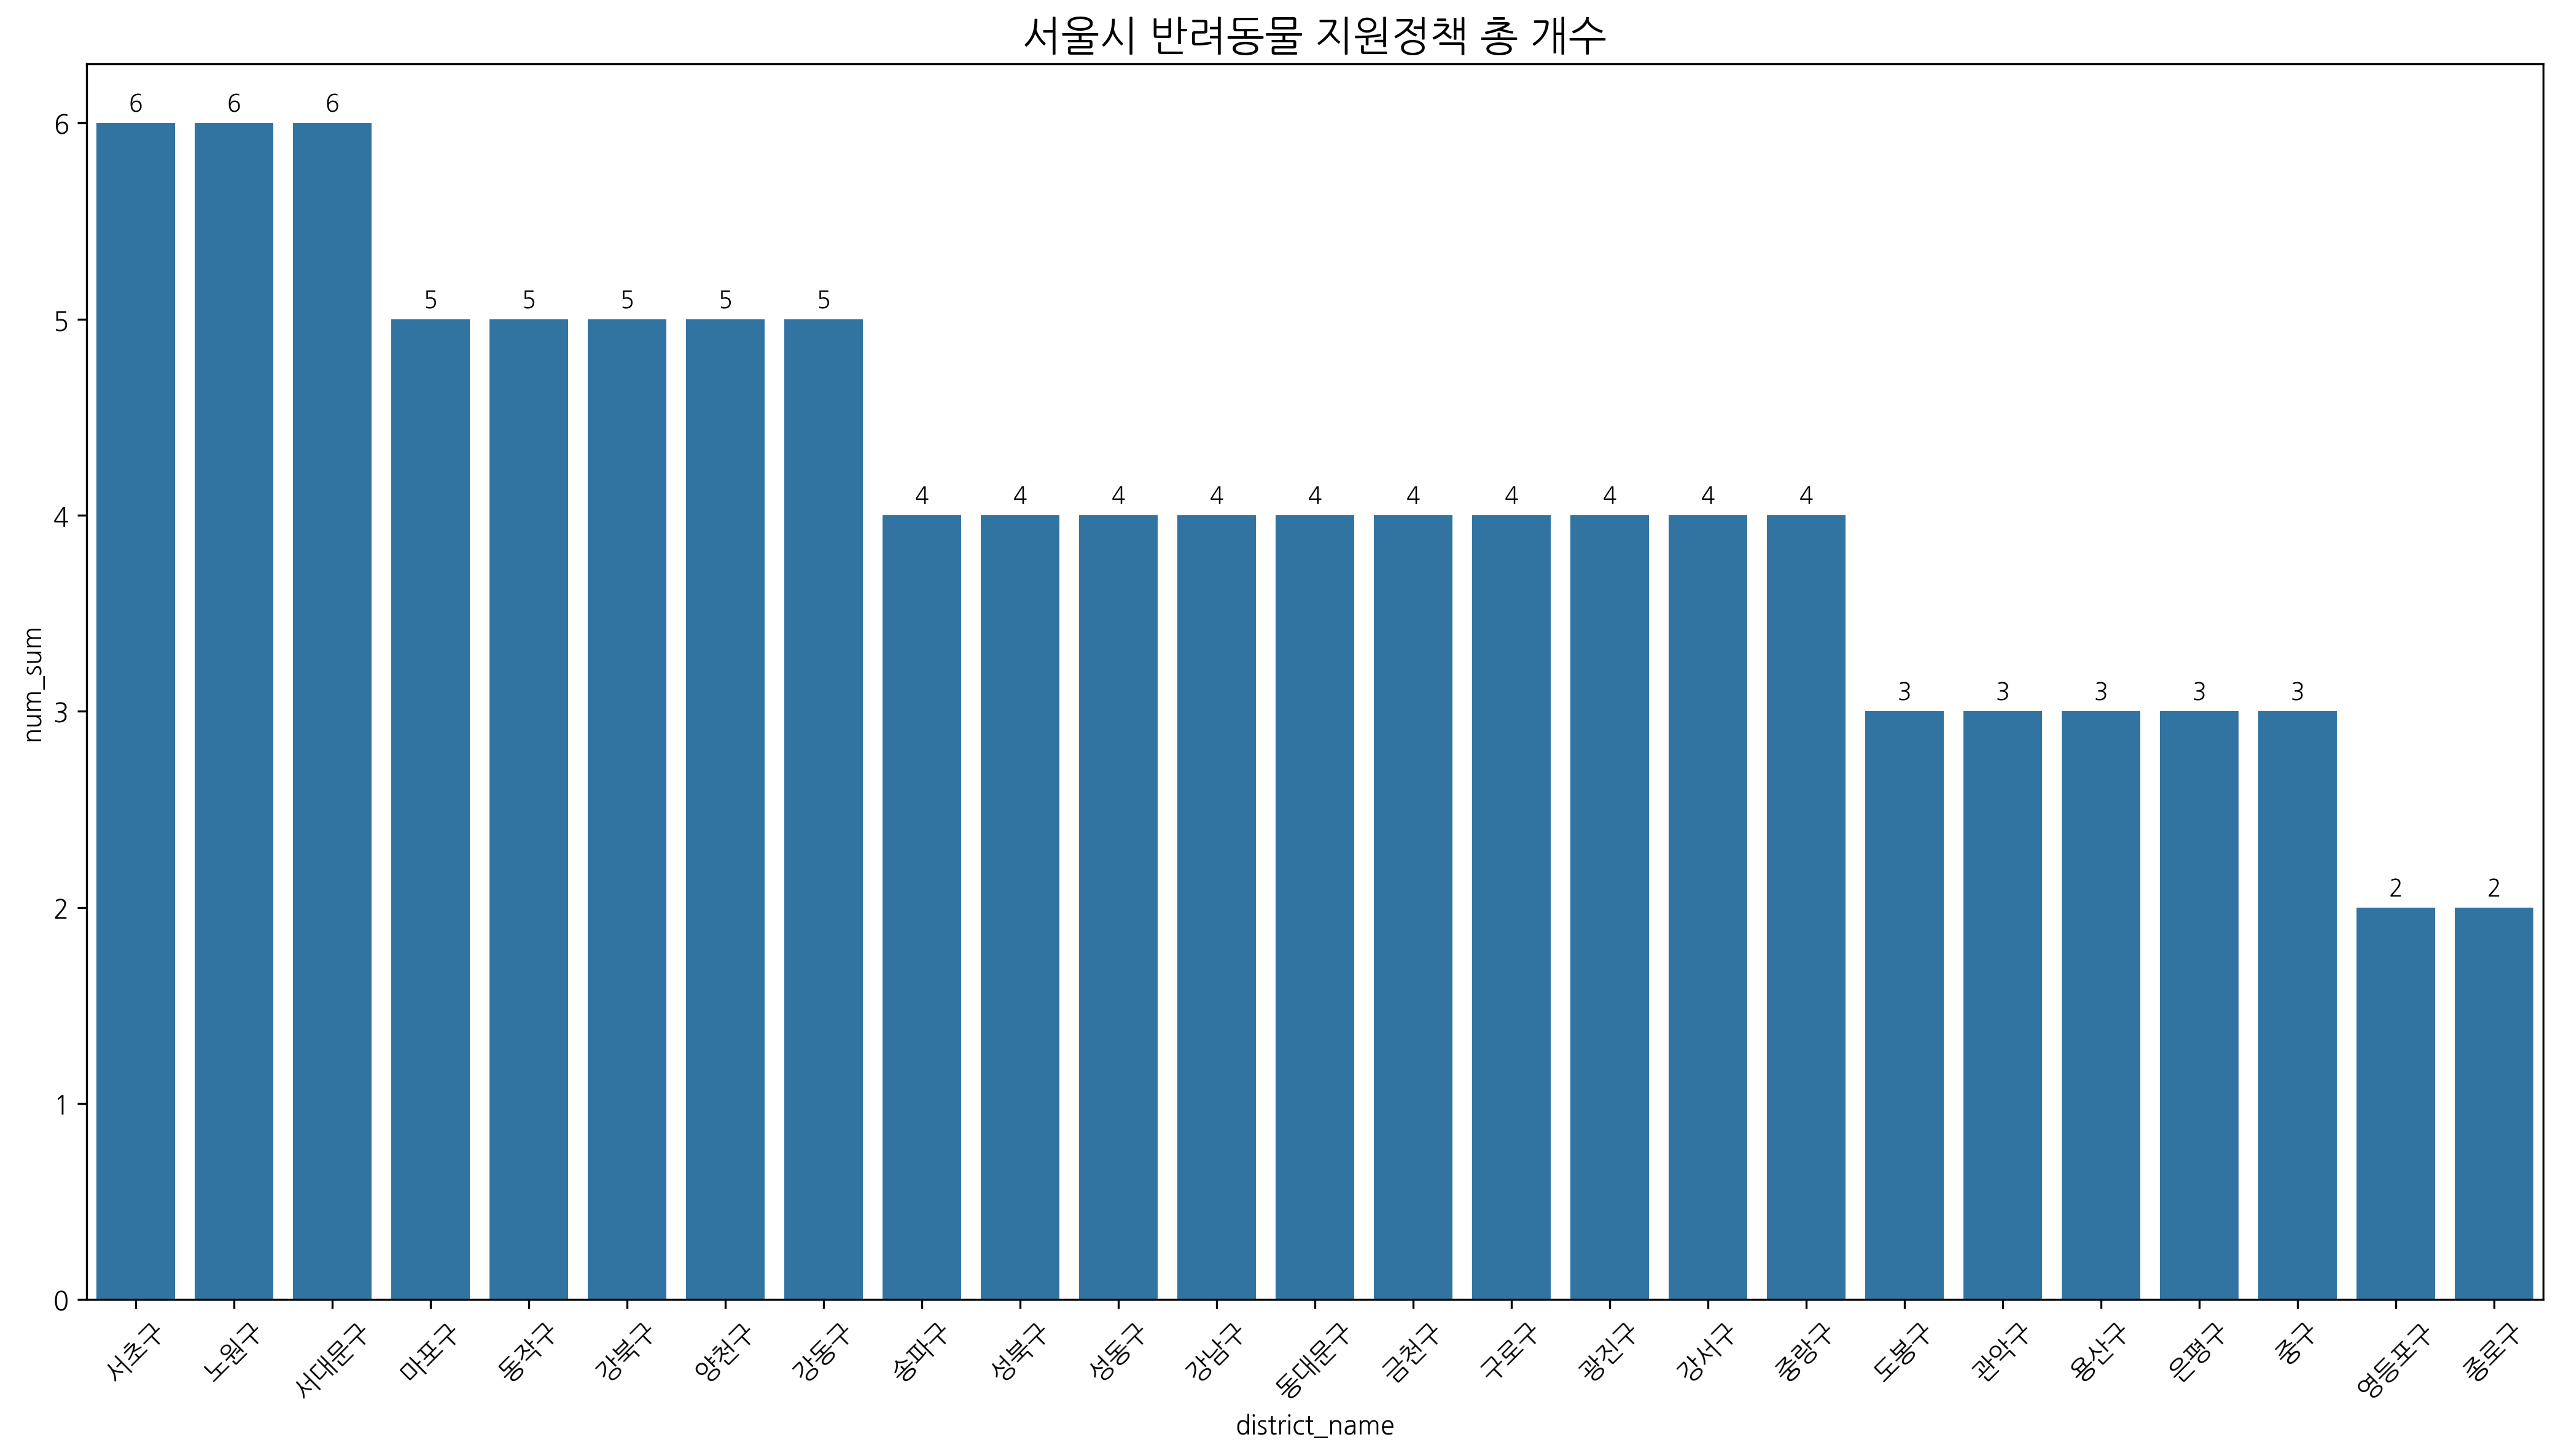 서울시 반려동물 지원정책 총 개수
6 6 6 5 5 5 5 5 4 4 4 4 4 4 4 4 4 4 3 3 3 3 3 2 2
6
5
4
3
2
1
0
num_sum
서초구 노원구 서대문구 마포구 동작구 강북구 양천구 강동구 송파구 성북구 성동구 강남구 동대문구 금천구 구로구 광진구 강서구 중랑구 도봉구 관악구 용산구 은평구 중구 영등포구 종로구
district_name